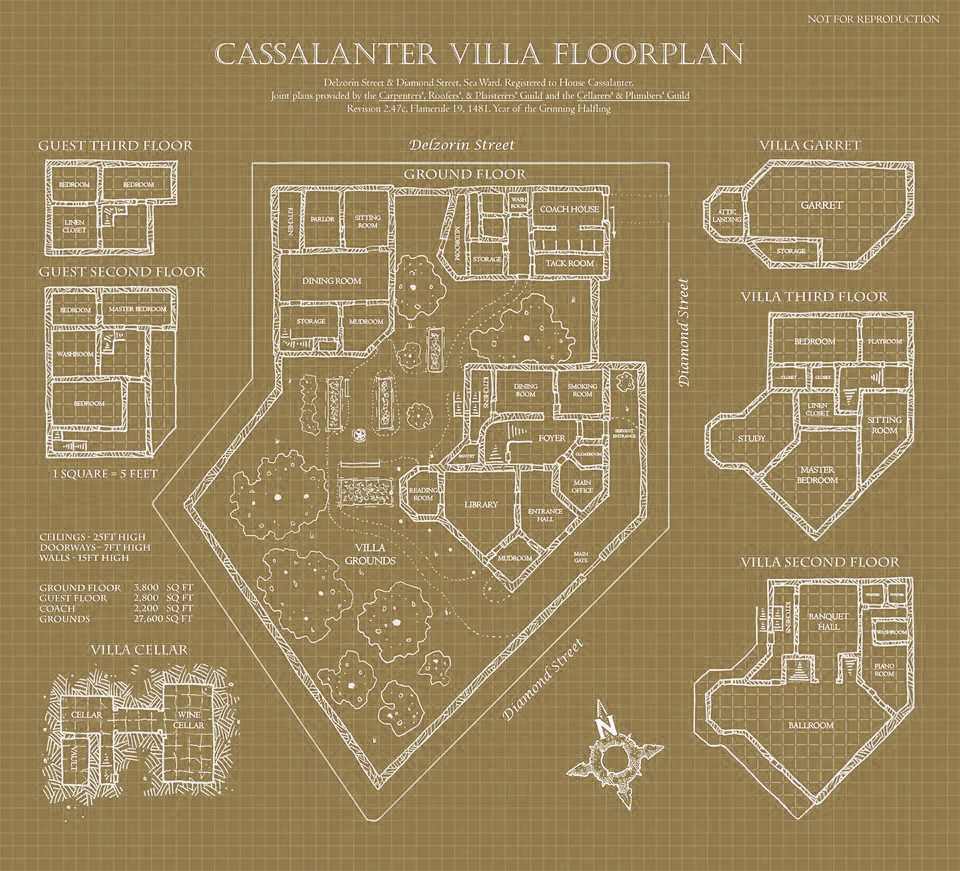 NOT FOR REPRODUCTION
CASSALANTER VILLA FLOORPLAN
Delzorin Street & Diamond Street, Sea Ward. Registered to House Cassalanter.
Joint plans provided by the Carpenters', Roofers', & Plaisterers' Guild and the Cellarers' & Plumbers' Guild
Revision 2.47c, Flamerule 19, 1481, Year of the Grinning Halfling
GUEST THIRD FLOOR
BEDROOM
BEDROOM
LINEN
CLOSET
GUEST SECOND FLOOR
BEDROOM
MASTER BEDROOM
WASHROOM
BEDROOM
1 SQUARE = 5 FEET
CEILINGS - 25FT HIGH
DOORWAYS - 7FT HIGH
WALLS - 15FT HIGH
GROUND FLOOR 3,800 SQ FT
GUEST FLOOR 2,800 SQ FT
COACH 2,200 SQ FT
GROUNDS 27,600 SQ FT
VILLA CELLAR
CELLAR
WINE
CELLAR
VAULT
Delzorin Street
GROUND FLOOR
KITCHEN
PARLOR
SITTING
ROOM
DINING ROOM
STORAGE
MUDROOM
MUDROOM
WASH
ROOM
COACH HOUSE
STORAGE
TACK ROOM
Diamond Street
KITCHENS
DINING
ROOM
SMOKING
ROOM
FOYER
SERVANT
ENTRANCE
PANTRY
CLOAKROOM
READING
ROOM
LIBRARY
MAIN
OFFICE
ENTRANCE
HALL
MUDROOM
MAIN
GATE
VILLA
GROUNDS
Diamond Street
N
VILLA GARRET
ATTIC
LANDING
GARRET
STORAGE
VILLA THIRD FLOOR
BEDROOM
PLAYROOM
CLOSET
CLOSET
LINEN
CLOSET
SITTING
ROOM
STUDY
MASTER
BEDROOM
VILLA SECOND FLOOR
KITCHEN
BANQUET
HALL
WASHROOM
PIANO
ROOM
BALLROOM